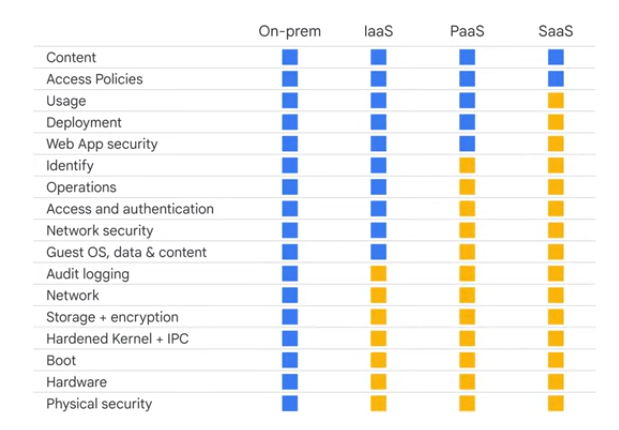 On-prem IaaS PaaS SaaS
Content
Access Policies
Usage
Deployment
Web App security
Identify
Operations
Access and authentication
Network security
Guest OS, data & content
Audit logging
Network
Storage + encryption
Hardened Kernel + IPC
Boot
Hardware
Physical security